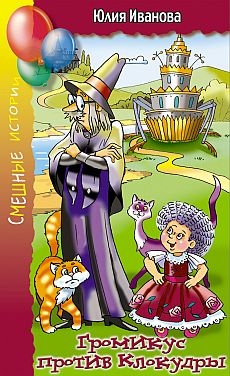 Юлия Иванова
Смешные истории
Громикус
против Клокудры